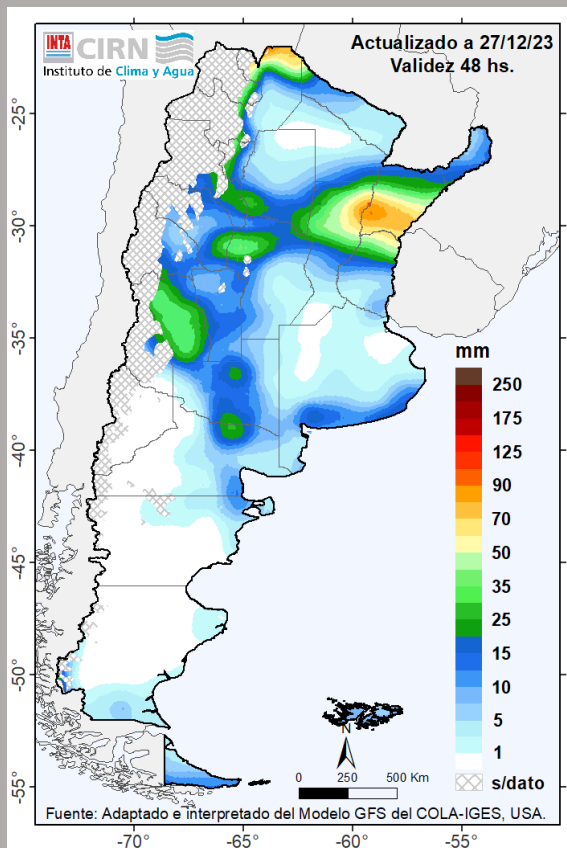 INTA CIRN
Instituto de Clima y Agua
Actualizado a 27/12/23
Validez 48 hs.
-25°
-30°
-35°
-40°
-45°
-50°
-55°
mm
250
175
125
90
70
50
35
25
15
10
5
1
s/dato
N
0 250 500 Km
Fuente: Adaptado e interpretado del Modelo GFS del COLA-IGES, USA.
-70° -65° -60° -55°